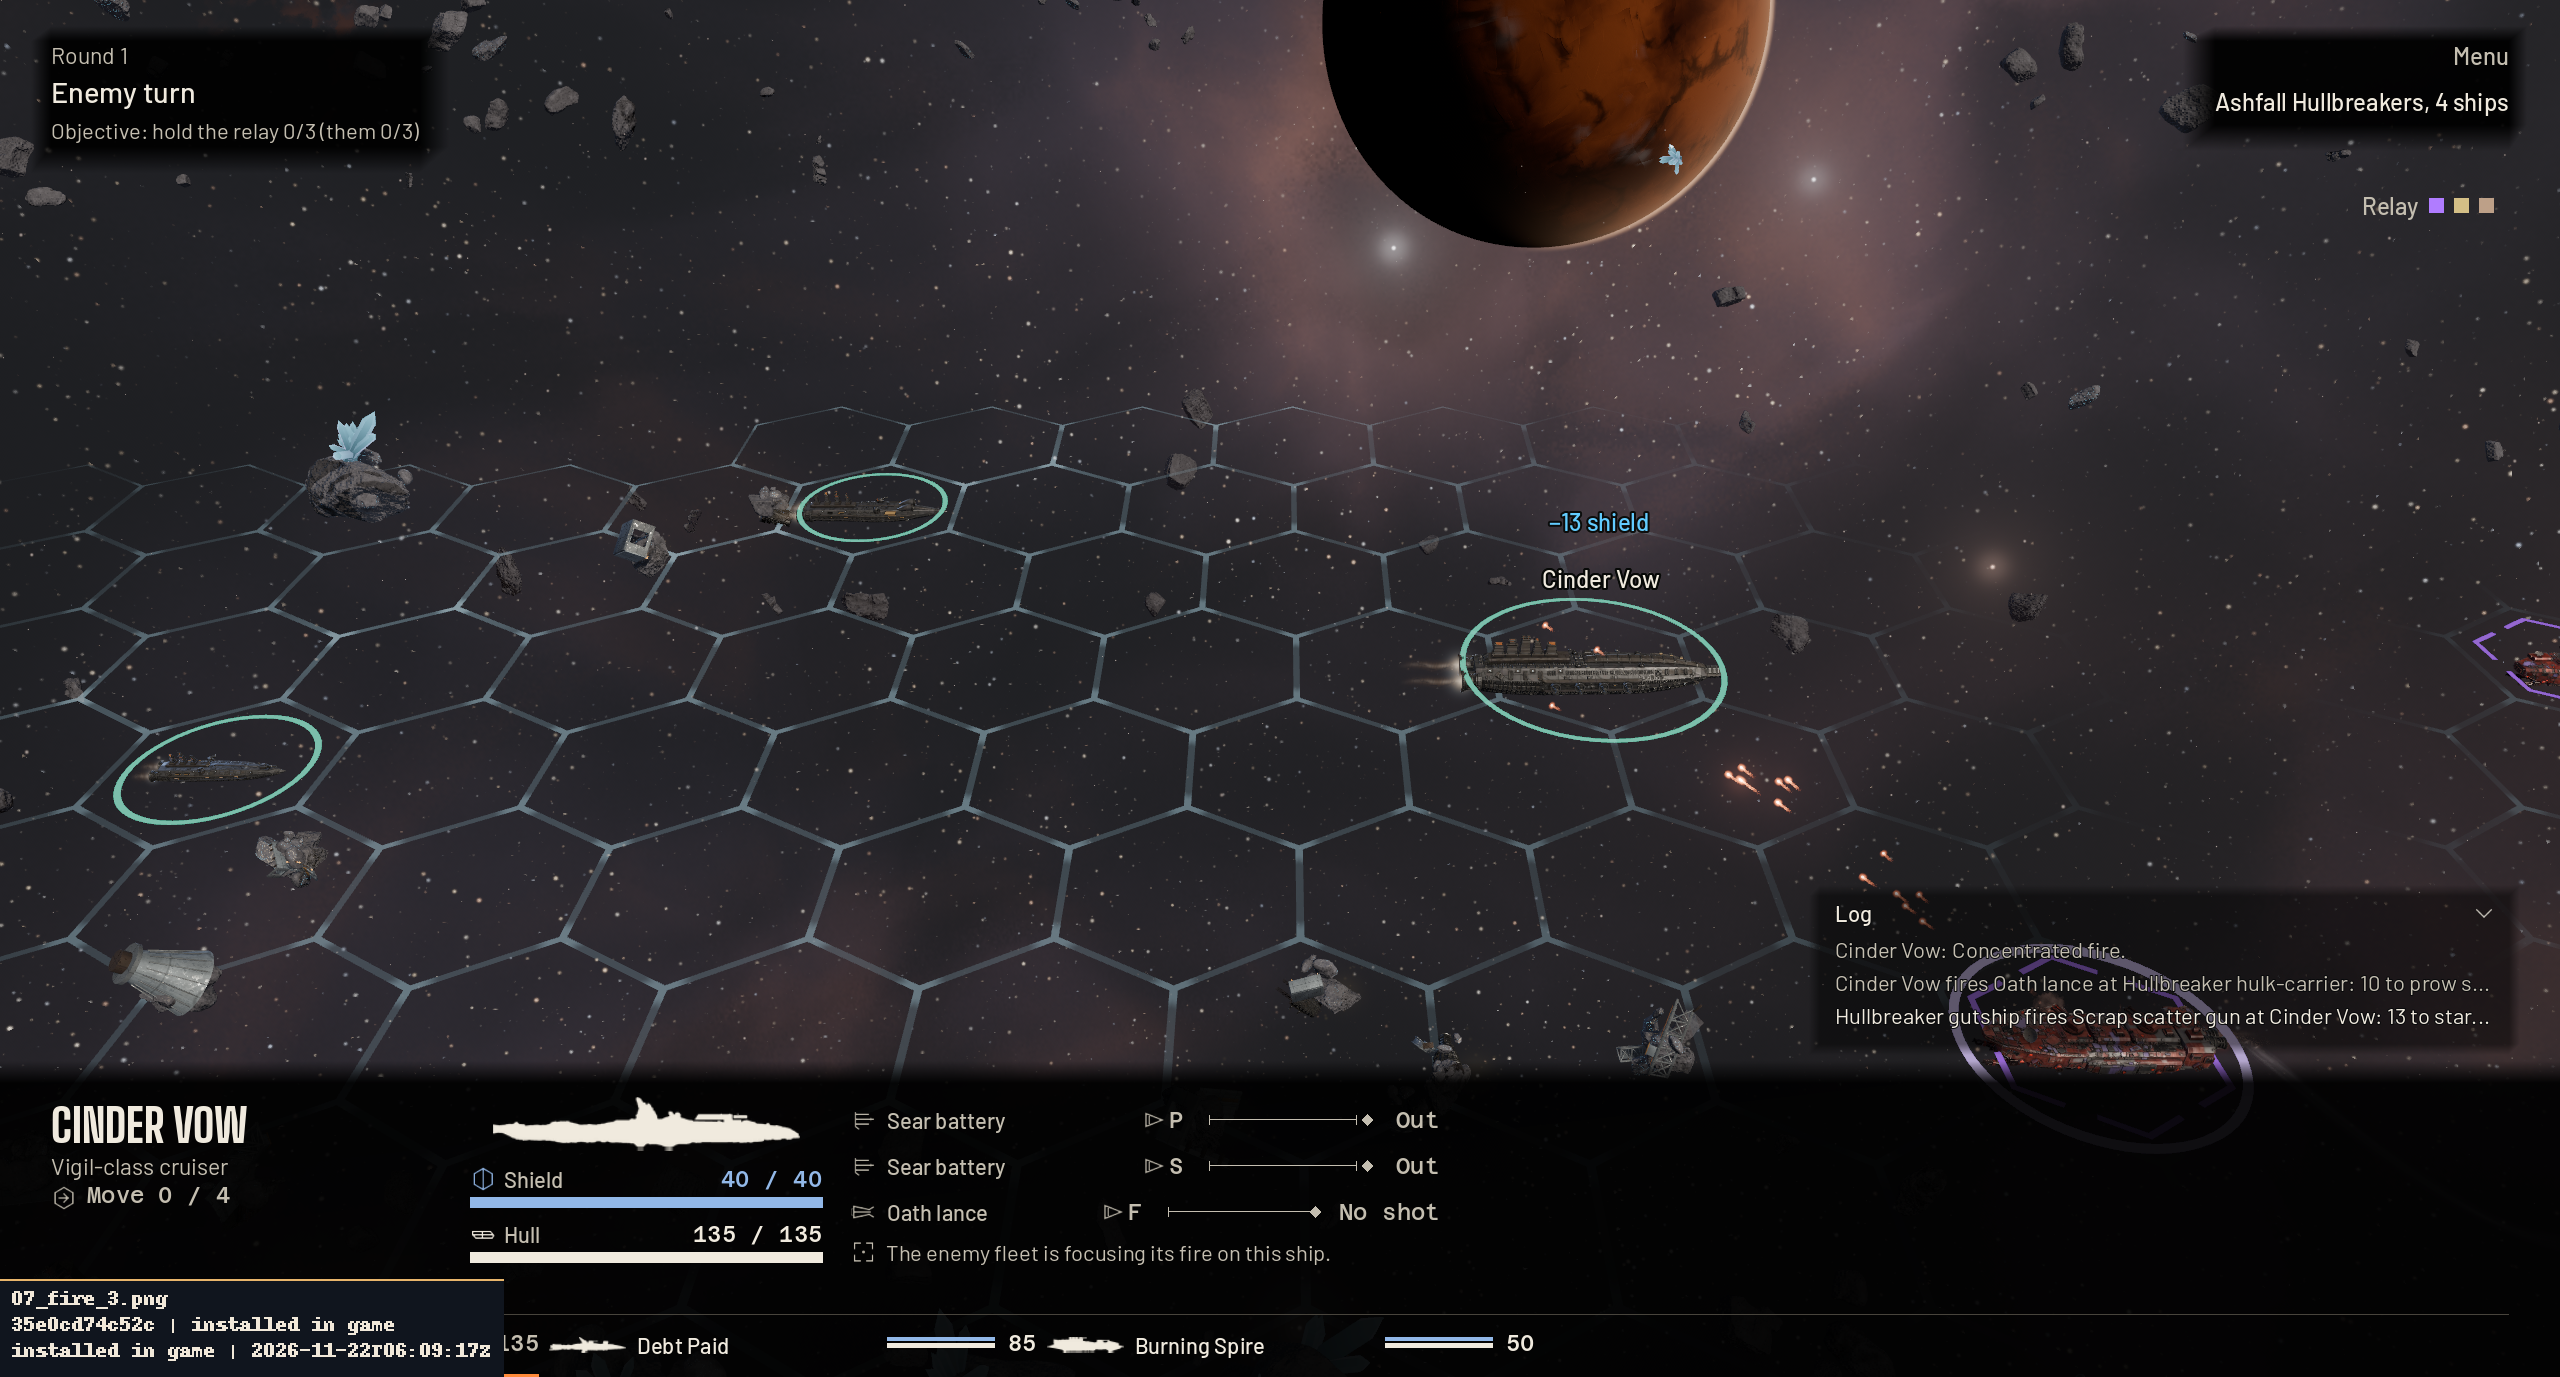 Round 1
Enemy turn
Objective: hold the relay 0/3 (them 0/3)
Menu
Ashfall Hullbreakers, 4 ships
Relay
−13 shield
Cinder Vow
Log
Cinder Vow: Concentrated fire.
Cinder Vow fires Oath lance at Hullbreaker hulk-carrier: 10 to prow s...
Hullbreaker gutship fires Scrap scatter gun at Cinder Vow: 13 to star...
CINDER VOW
Vigil-class cruiser
Move 0 / 4
Shield 40 / 40
Hull 135 / 135
Sear battery P Out
Sear battery S Out
Oath lance F No shot
The enemy fleet is focusing its fire on this ship.
07_fire_3.png
35e0cd74c52c | installed in game
installed in game | 2026-11-22T06:09:17Z
135 Debt Paid 85 Burning Spire 50